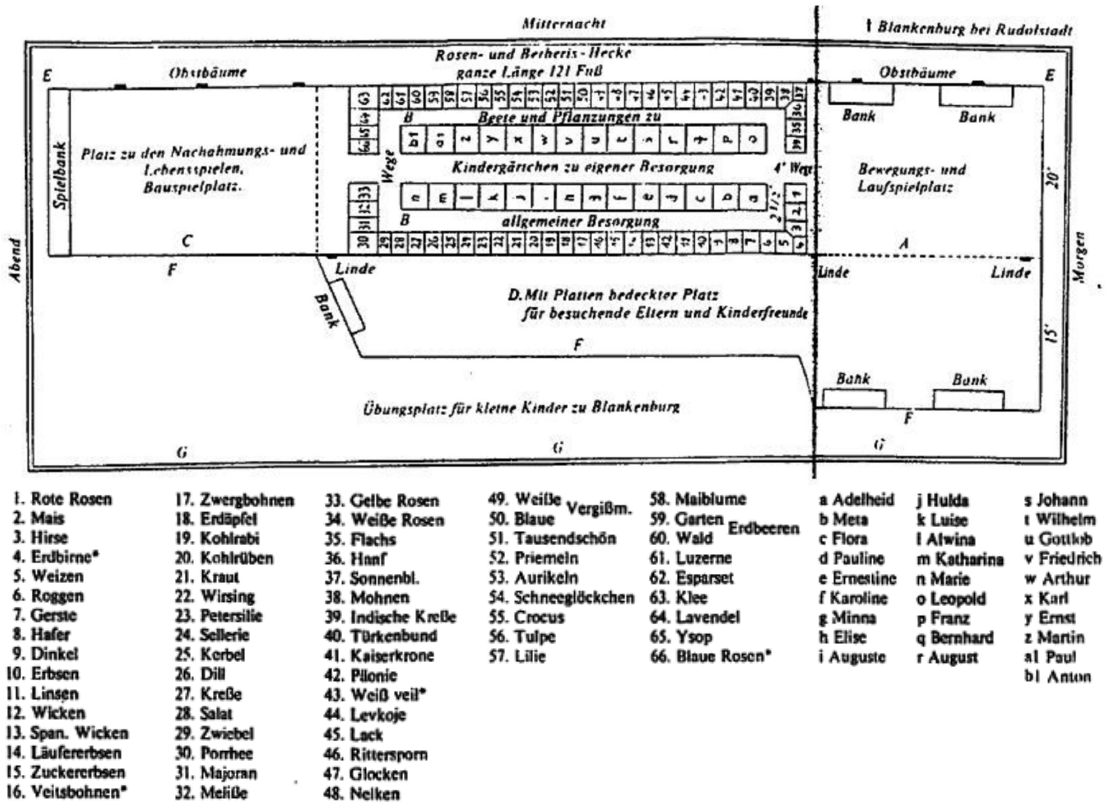 Mitternacht
† Blankenburg bei Rudolstadt
Rosen- und Berberis-Hecke
ganze Länge 121 Fuß
E
Obstbäume
Obstbäume
E
Bank
Bank
B
Beete und Pflanzungen zu
b1 a1 z y x w v u t s r q p o
Platz zu den Nachahmungs- und
Lebensspielen,
Bauspielplatz.
Spielbank
Wege
Kindergärtchen zu eigener Besorgung
4' Wege
Bewegungs- und
Laufspielplatz
20'
n m l k j i h g f e d c b a
2 1/2'
B
allgemeiner Besorgung
Abend
Morgen
C
A
F
Linde
Linde
Linde
Bank
D. Mit Platten bedeckter Platz
für besuchende Eltern und Kinderfreunde
F
15'
Bank
Bank
F
Übungsplatz für kleine Kinder zu Blankenburg
G
G
G
1. Rote Rosen
2. Mais
3. Hirse
4. Erdbirne*
5. Weizen
6. Roggen
7. Gerste
8. Hafer
9. Dinkel
10. Erbsen
11. Linsen
12. Wicken
13. Span. Wicken
14. Läufererbsen
15. Zuckererbsen
16. Veitsbohnen*
17. Zwergbohnen
18. Erdäpfel
19. Kohlrabi
20. Kohlrüben
21. Kraut
22. Wirsing
23. Petersilie
24. Sellerie
25. Kerbel
26. Dill
27. Kreße
28. Salat
29. Zwiebel
30. Porrhee
31. Majoran
32. Meliße
33. Gelbe Rosen
34. Weiße Rosen
35. Flachs
36. Hanf
37. Sonnenbl.
38. Mohnen
39. Indische Kreße
40. Türkenbund
41. Kaiserkrone
42. Päonie
43. Weiß veil*
44. Levkoje
45. Lack
46. Rittersporn
47. Glocken
48. Nelken
49. Weiße Vergißm.
50. Blaue
51. Tausendschön
52. Priemeln
53. Aurikeln
54. Schneeglöckchen
55. Crocus
56. Tulpe
57. Lilie
58. Maiblume
59. Garten Erdbeeren
60. Wald
61. Luzerne
62. Esparset
63. Klee
64. Lavendel
65. Ysop
66. Blaue Rosen*
a Adelheid
b Meta
c Flora
d Pauline
e Ernestine
f Karoline
g Minna
h Elise
i Auguste
j Hulda
k Luise
l Alwina
m Katharina
n Marie
o Leopold
p Franz
q Bernhard
r August
s Johann
t Wilhelm
u Gottlob
v Friedrich
w Arthur
x Karl
y Ernst
z Martin
a1 Paul
b1 Anton